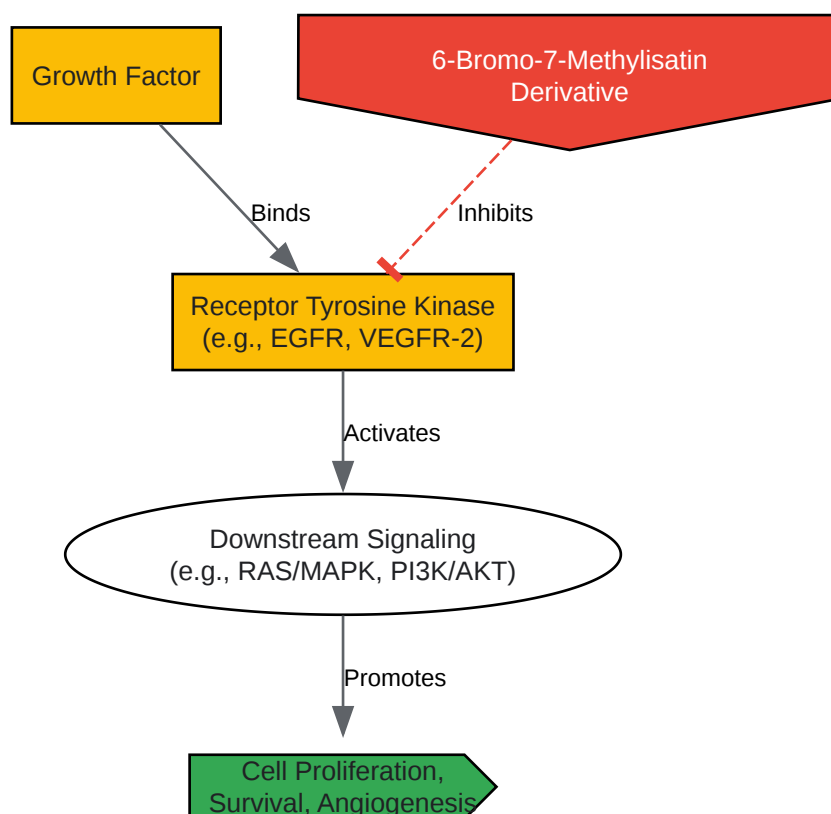 Growth Factor
6-Bromo-7-Methylisatin
Derivative
Binds
Inhibits
Receptor Tyrosine Kinase
(e.g., EGFR, VEGFR-2)
Activates
Downstream Signaling
(e.g., RAS/MAPK, PI3K/AKT)
Promotes
Cell Proliferation,
Survival, Angiogenesis